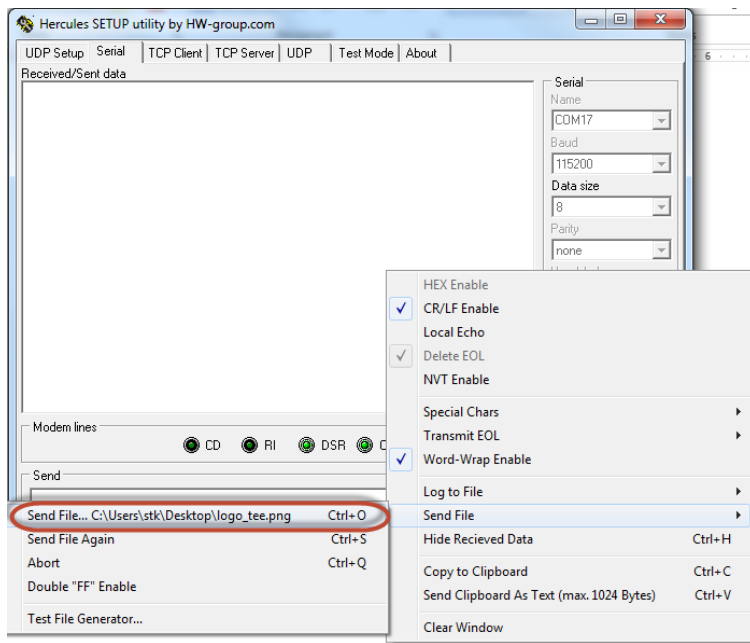 Hercules SETUP utility by HW-group.com
UDP Setup Serial TCP Client TCP Server UDP Test Mode About
Received/Sent data
Serial
Name
COM17
Baud
115200
Data size
8
Parity
none
Modem lines
CD RI DSR
Send
HEX Enable
CR/LF Enable
Local Echo
Delete EOL
NVT Enable
Special Chars
Transmit EOL
Word-Wrap Enable
Log to File
Send File
Hide Recieved Data Ctrl+H
Copy to Clipboard Ctrl+C
Send Clipboard As Text (max. 1024 Bytes) Ctrl+V
Clear Window
Send File... C:\Users\stk\Desktop\logo_tee.png Ctrl+O
Send File Again Ctrl+S
Abort Ctrl+Q
Double "FF" Enable
Test File Generator...
6